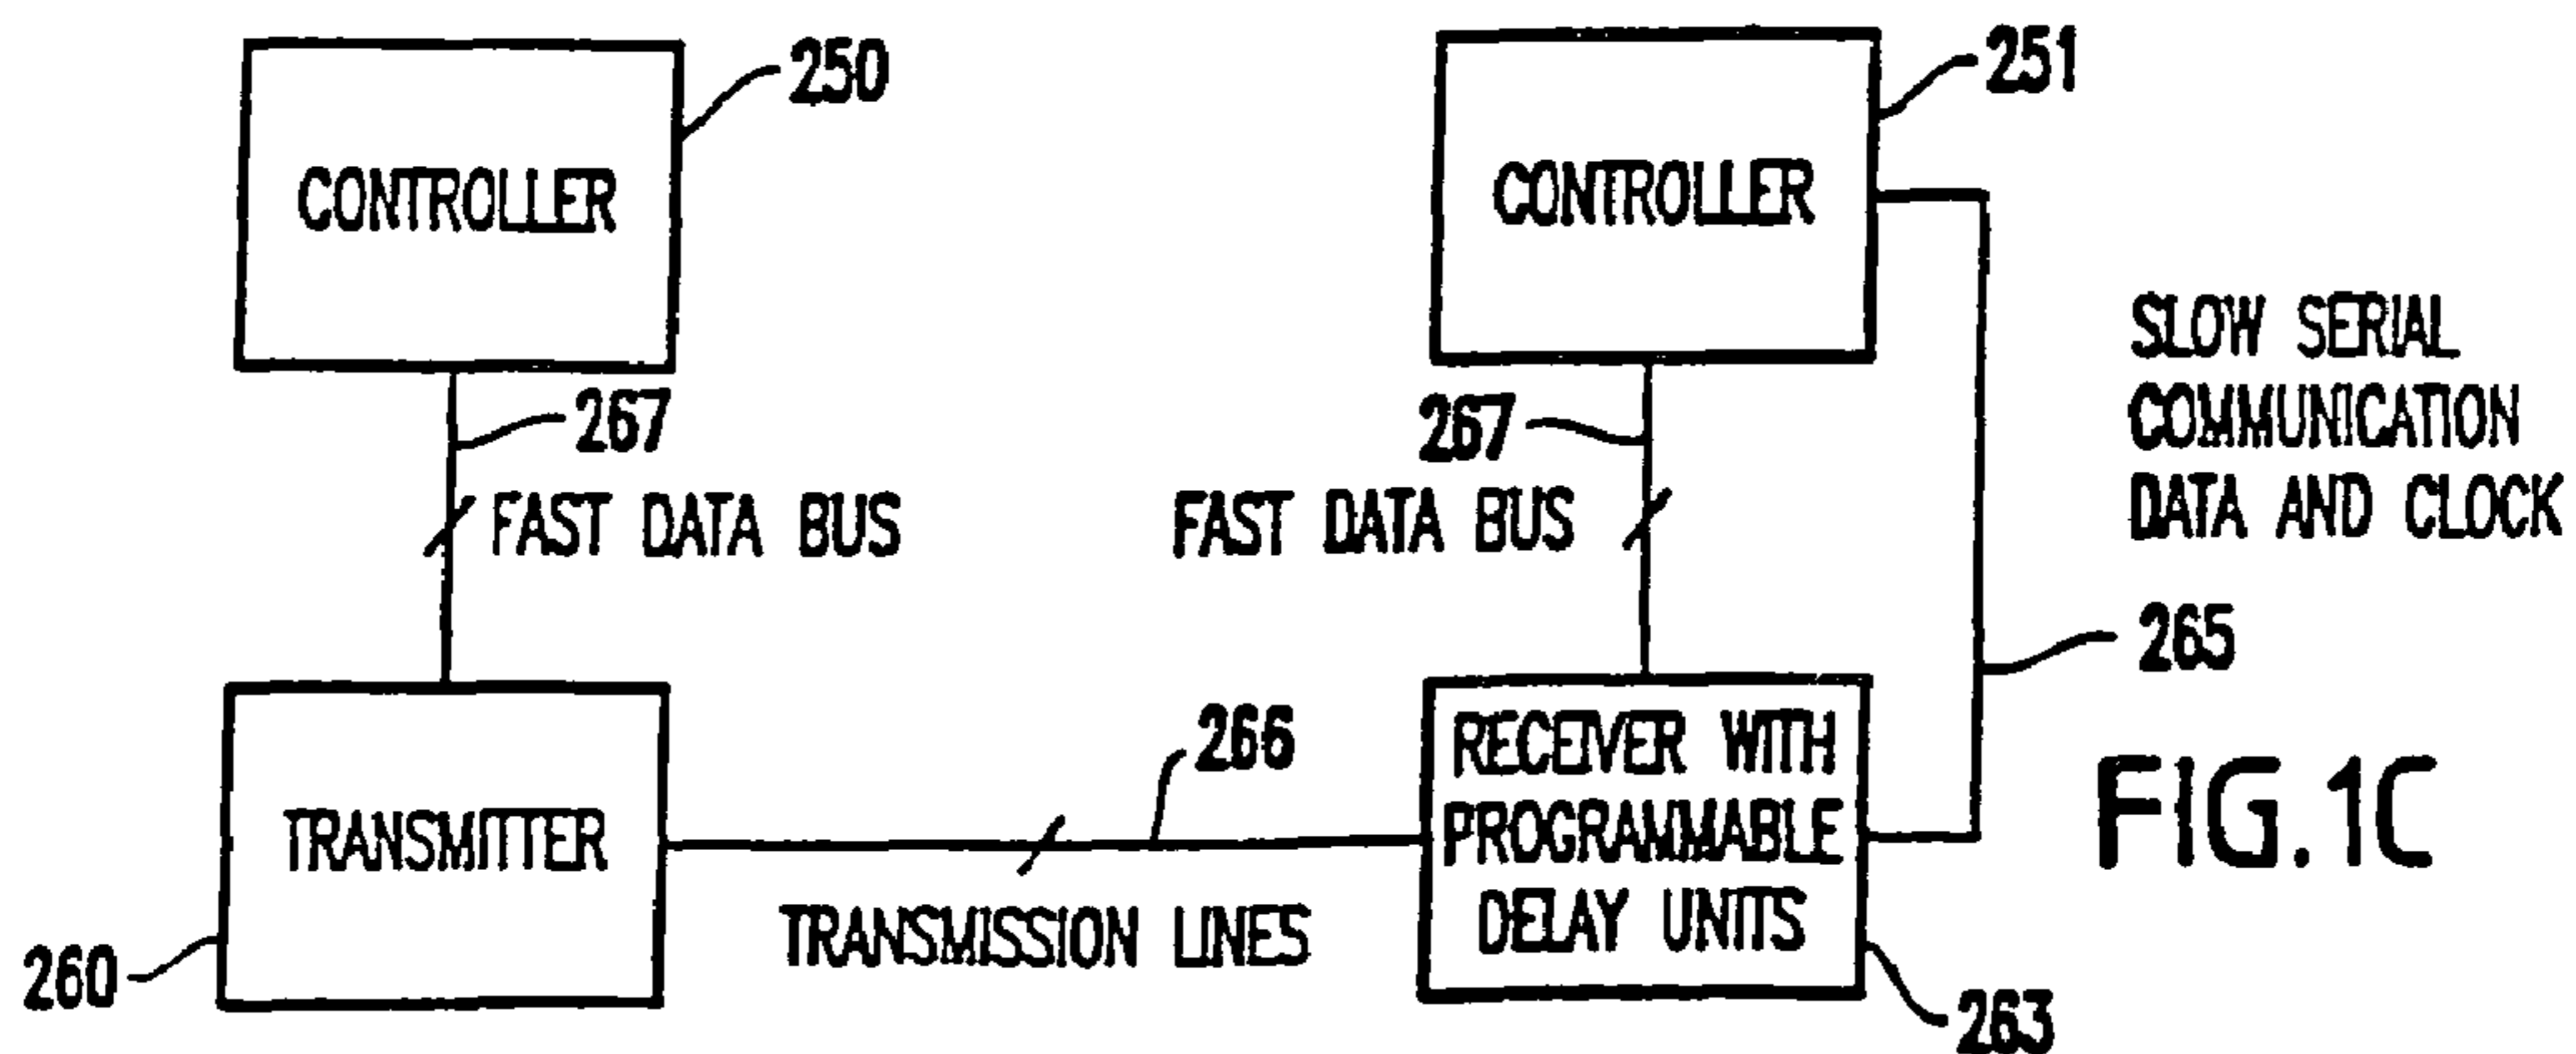 250
CONTROLLER
251
CONTROLLER
267
FAST DATA BUS
267
FAST DATA BUS
SLOW SERIAL
COMMUNICATION
DATA AND CLOCK
265
TRANSMITTER
260
266
TRANSMISSION LINES
RECEIVER WITH
PROGRAMMABLE
DELAY UNITS
263
FIG.1C